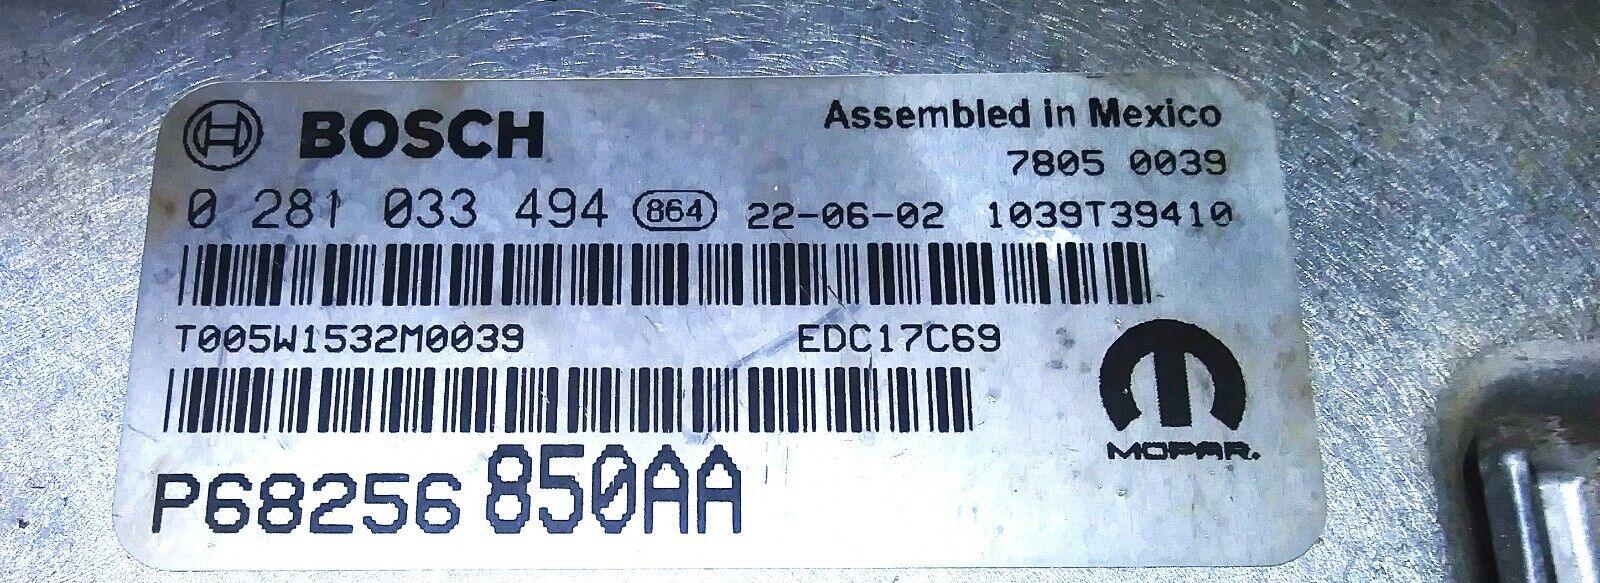 BOSCH
Assembled in Mexico
7805 0039
0 281 033 494 864 22-06-02 1039T39410
T005W1532M0039 EDC17C69
MOPAR.
P68256 850AA